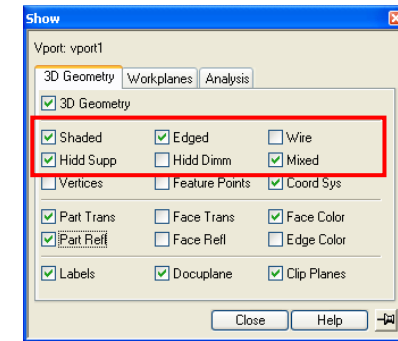 Show
Vport: vport1
3D Geometry Workplanes Analysis
3D Geometry
Shaded Edged Wire
Hidd Supp Hidd Dimm Mixed
Vertices Feature Points Coord Sys
Part Trans Face Trans Face Color
Part Refl Face Refl Edge Color
Labels Docuplane Clip Planes
Close Help